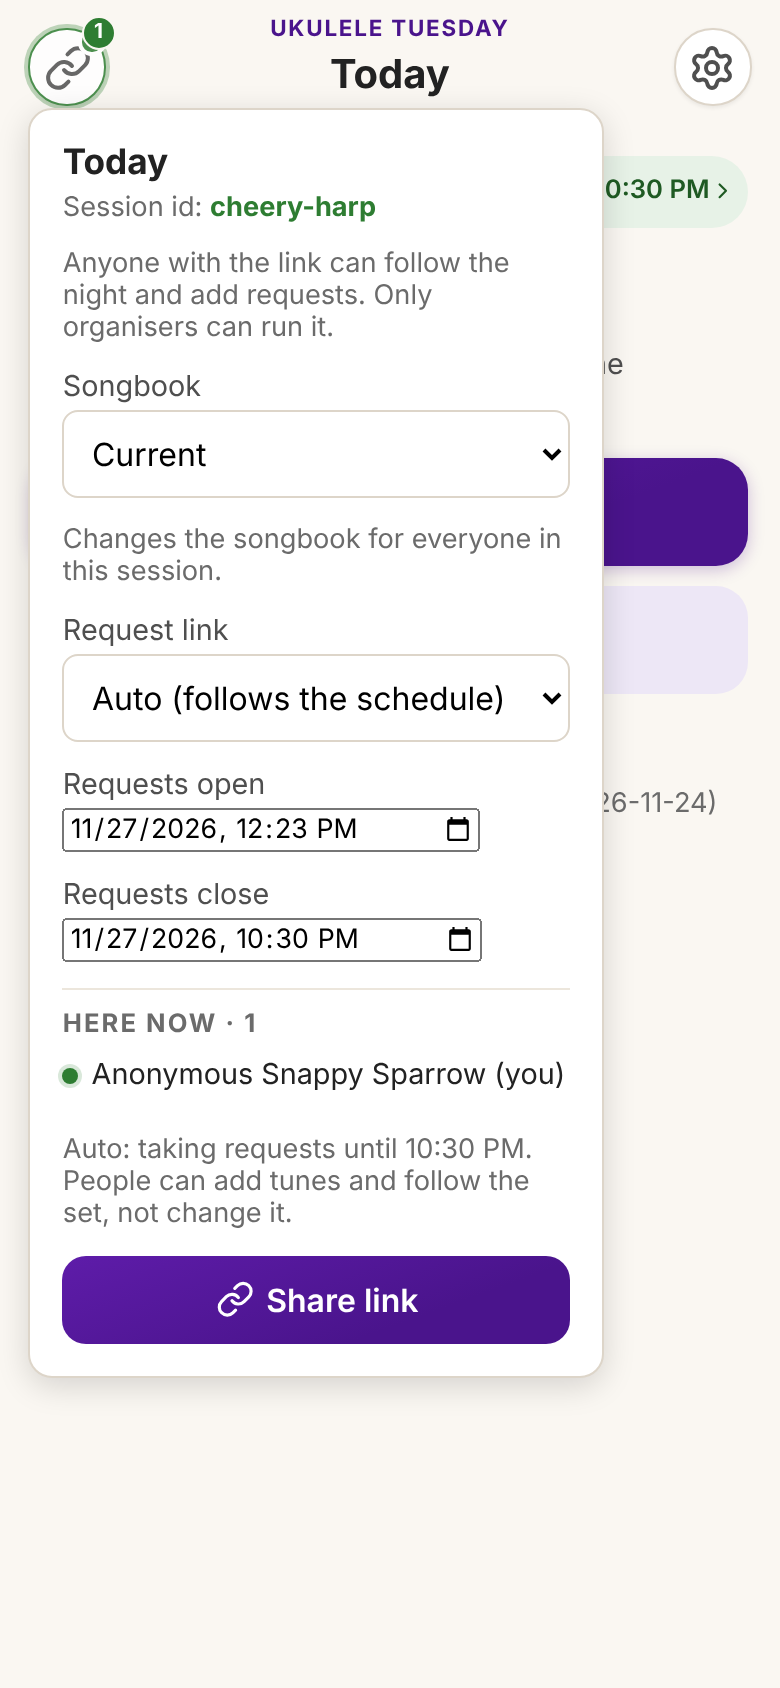 1
UKULELE TUESDAY
Today
Today
Session id: cheery-harp
0:30 PM
Anyone with the link can follow the
night and add requests. Only
organisers can run it.
Songbook
Current
Changes the songbook for everyone in
this session.
Request link
Auto (follows the schedule)
Requests open
11/27/2026, 12:23 PM
26-11-24)
Requests close
11/27/2026, 10:30 PM
HERE NOW · 1
Anonymous Snappy Sparrow (you)
Auto: taking requests until 10:30 PM.
People can add tunes and follow the
set, not change it.
Share link